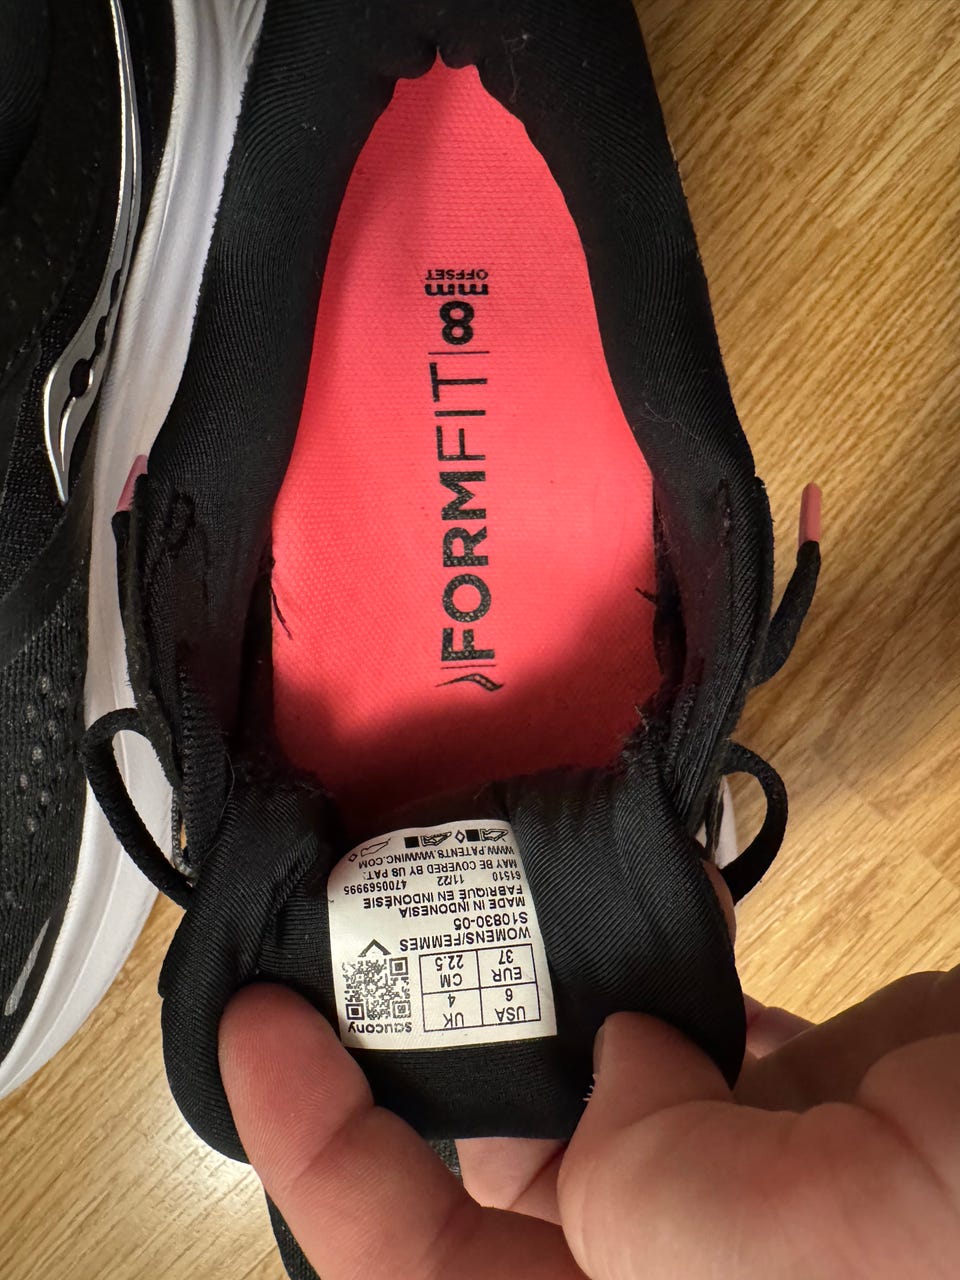 FORMFIT 8 mm
OFFSET
saucony
USA UK
6 4
EUR CM
37 22.5
WOMENS/FEMMES
S10830-05
MADE IN INDONESIA
FABRIQUÉ EN INDONÉSIE
11/22 4700569995
61510
MAY BE COVERED BY US PAT.
WWW.PATENTS.WWWINC.COM